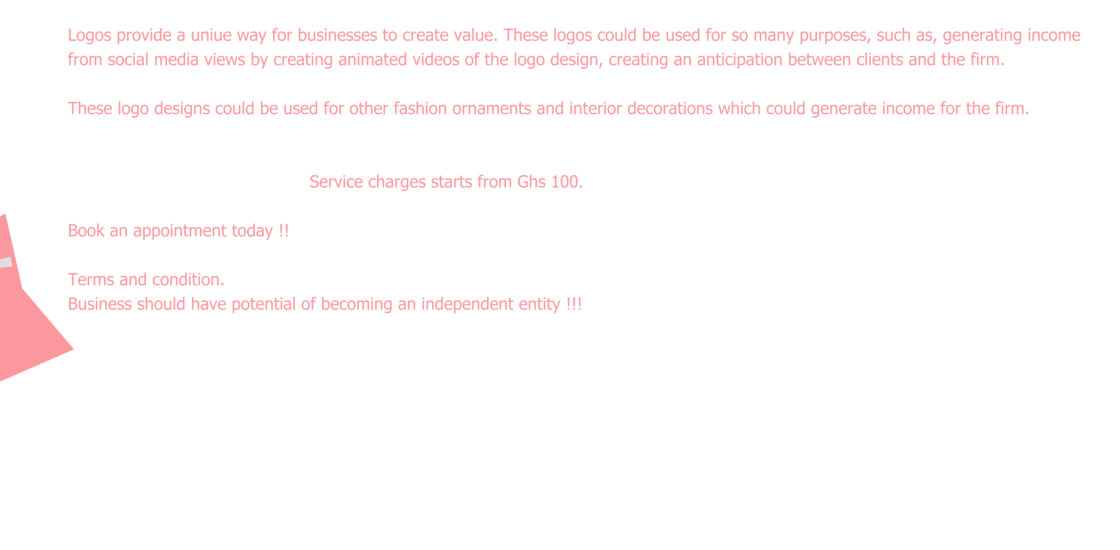 Logos provide a uniue way for businesses to create value. These logos could be used for so many purposes, such as, generating income
from social media views by creating animated videos of the logo design, creating an anticipation between clients and the firm.
These logo designs could be used for other fashion ornaments and interior decorations which could generate income for the firm.
Service charges starts from Ghs 100.
Book an appointment today !!
Terms and condition.
Business should have potential of becoming an independent entity !!!